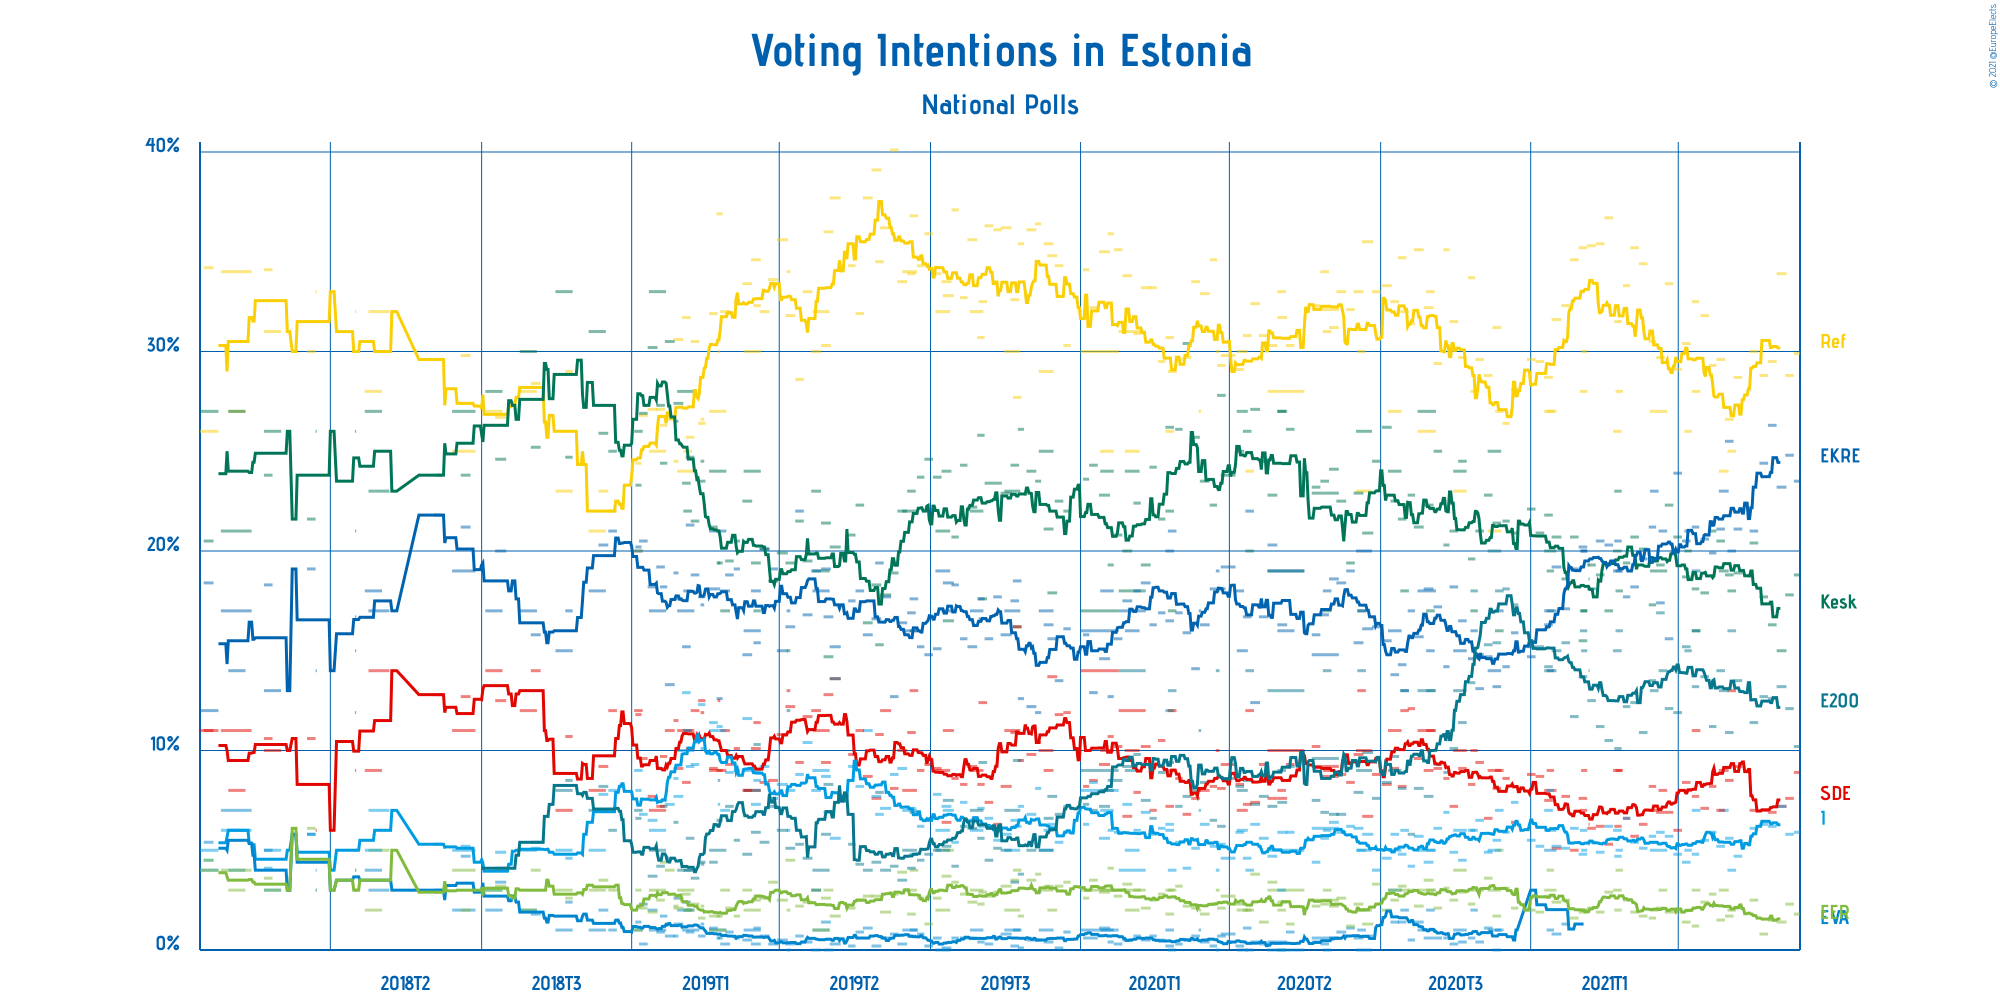 © 2021 @EuropeElects
Voting Intentions in Estonia
National Polls
40%
30%
20%
10%
0%
Ref
EKRE
Kesk
E200
SDE
I
EER
EVA
2018T2 2018T3 2019T1 2019T2 2019T3 2020T1 2020T2 2020T3 2021T1